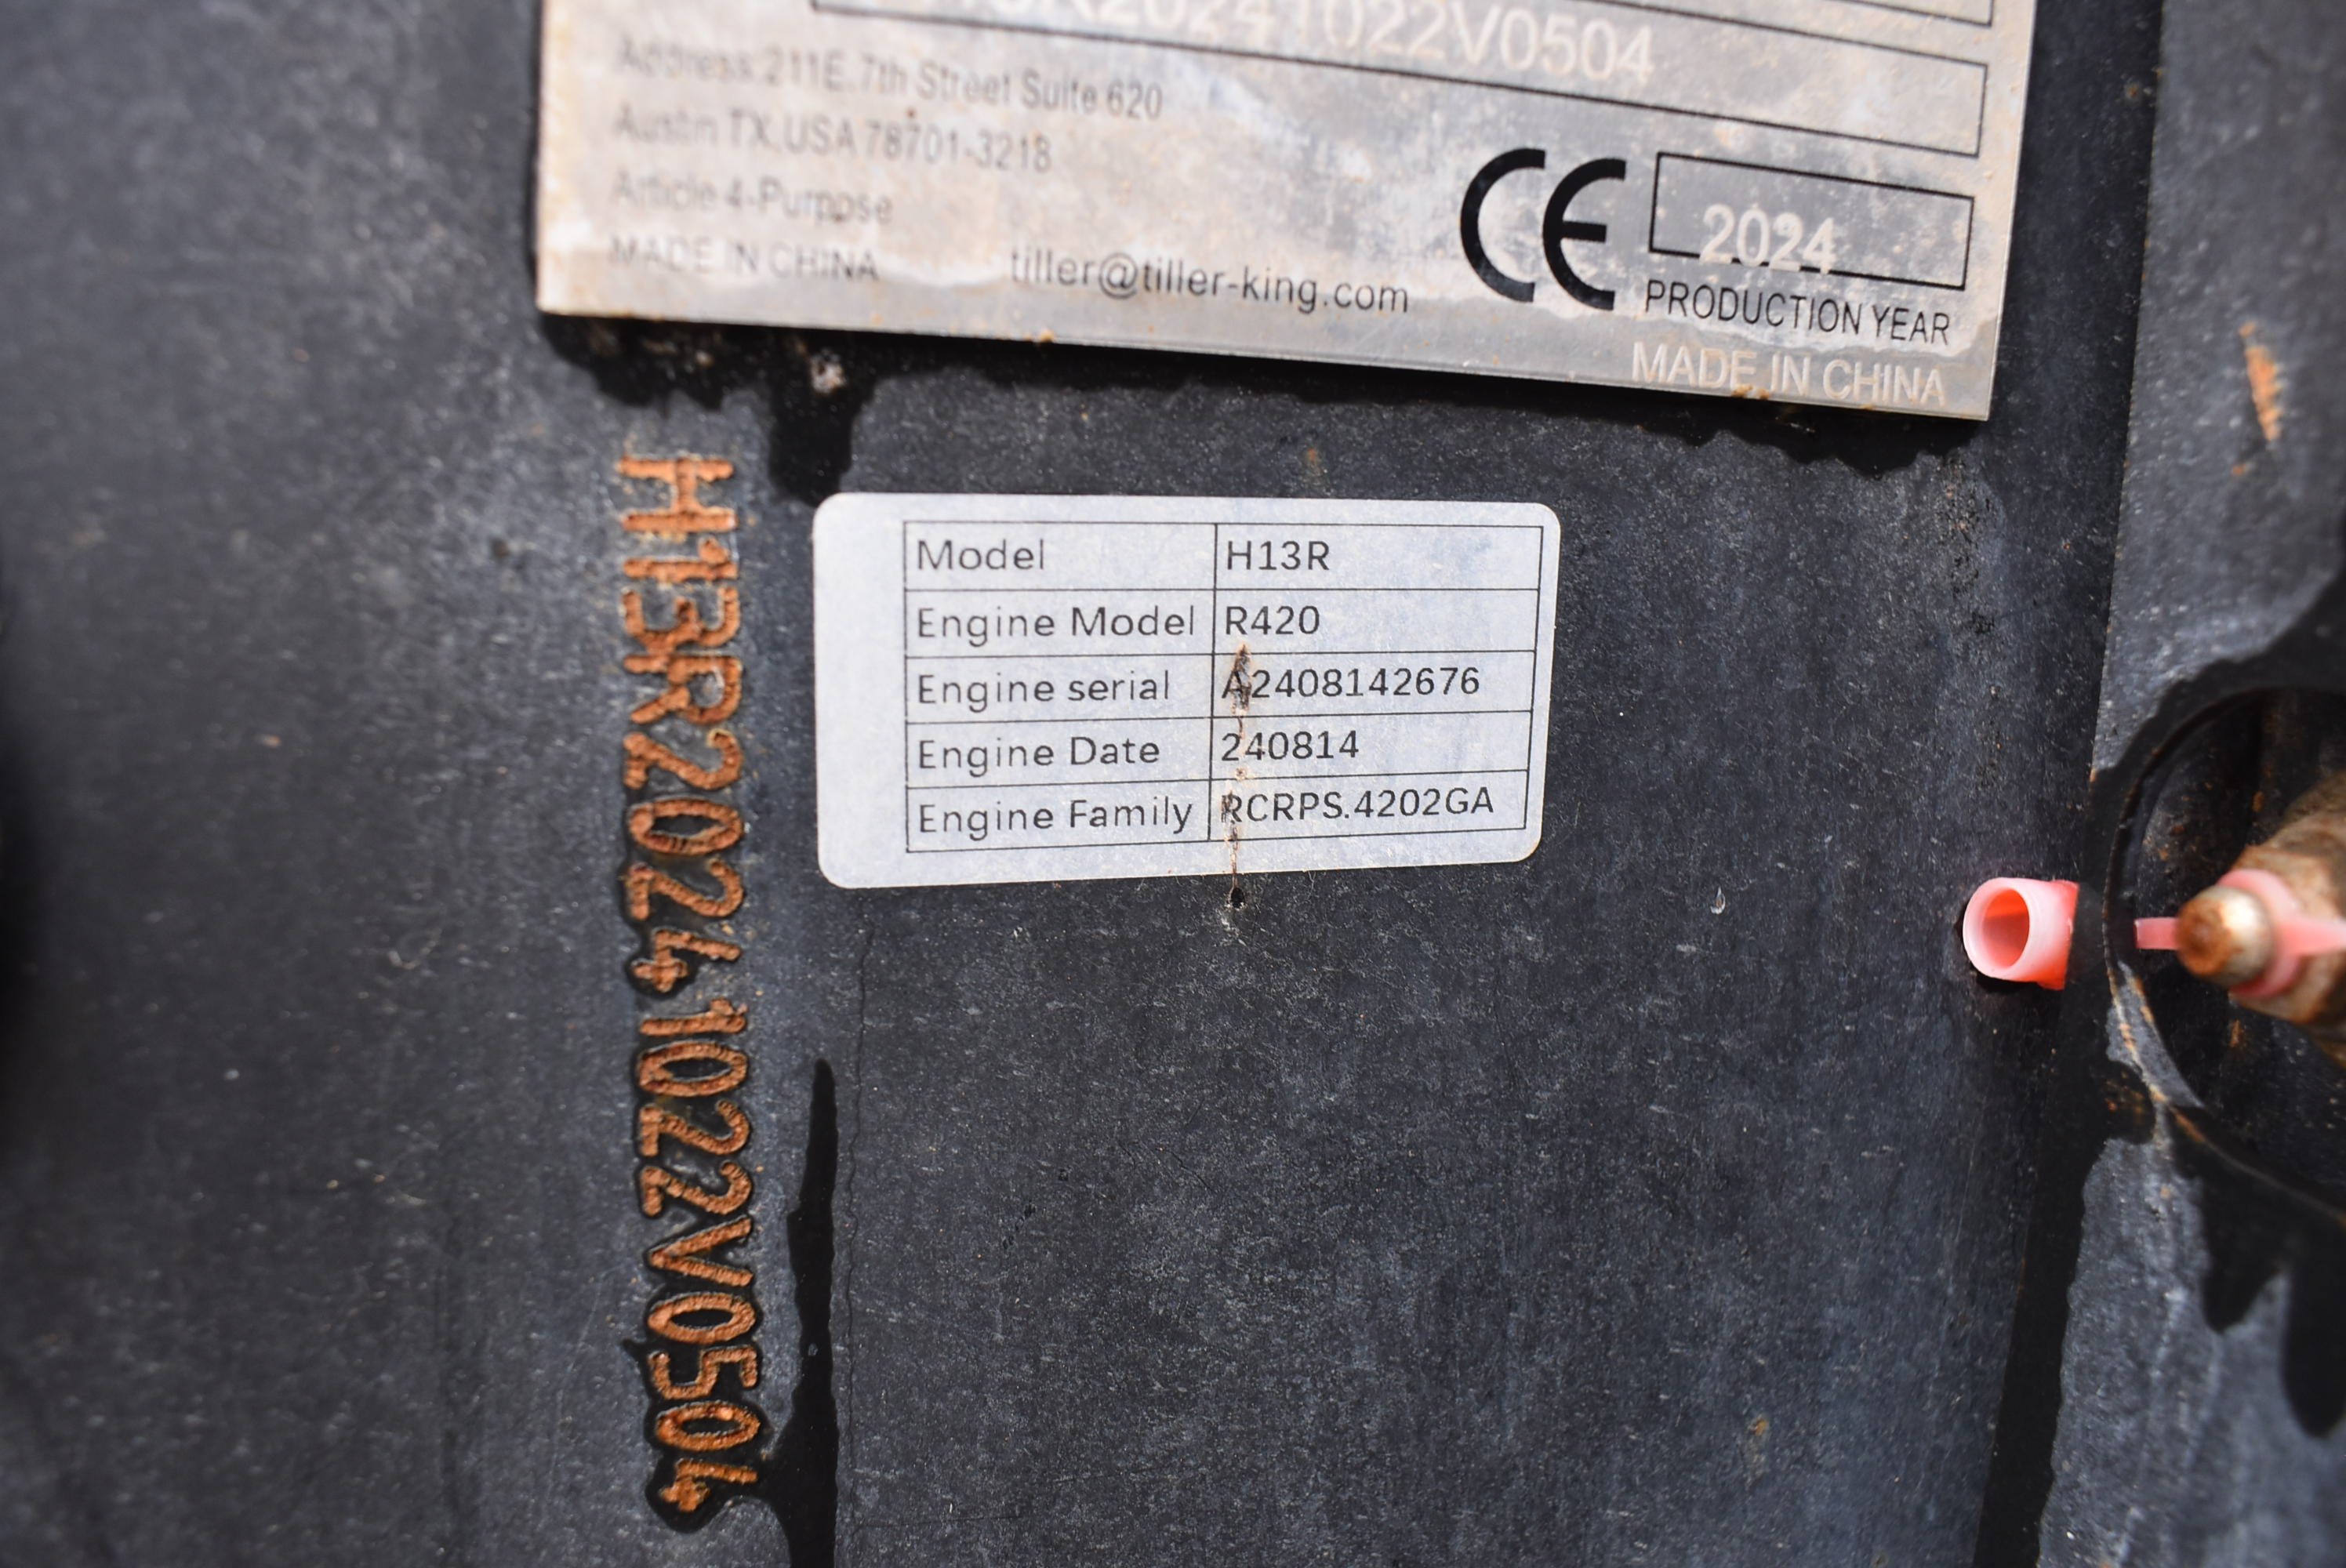 13R20241022V0504
Address:211E.7th Street Suite 620
Austin TX,USA 78701-3218
Article 4-Purpose
MADE IN CHINA
tiller@tiller-king.com
CE
2024
PRODUCTION YEAR
MADE IN CHINA
H13R20241022V0504
Model H13R
Engine Model R420
Engine serial A2408142676
Engine Date 240814
Engine Family RCRPS.4202GA